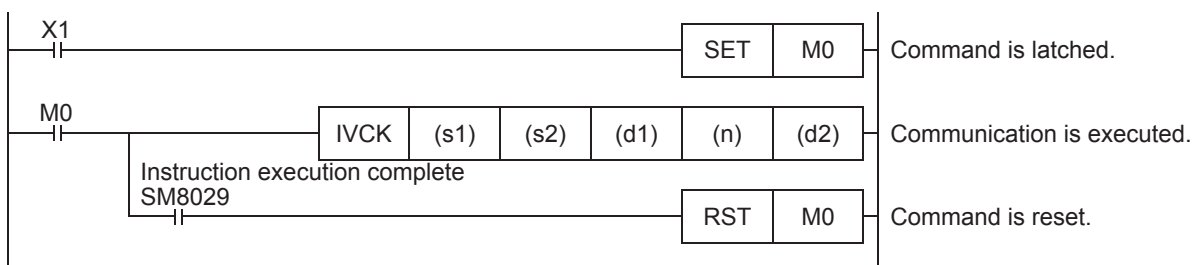 X1
SET M0 Command is latched.
M0
IVCK (s1) (s2) (d1) (n) (d2) Communication is executed.
Instruction execution complete
SM8029
RST M0 Command is reset.